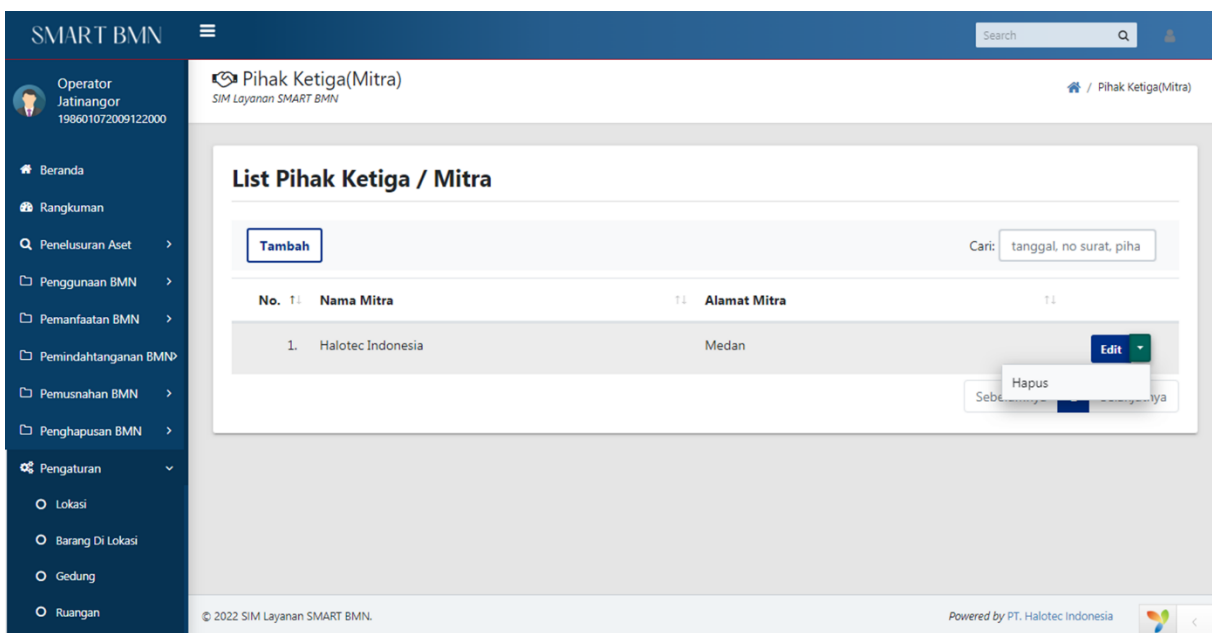 SMART BMN
Search
Operator
Jatinangor
198601072009122000
Pihak Ketiga(Mitra)
SIM Layanan SMART BMN
/ Pihak Ketiga(Mitra)
Beranda
Rangkuman
Penelusuran Aset
Penggunaan BMN
Pemanfaatan BMN
Pemindahtanganan BMN
Pemusnahan BMN
Penghapusan BMN
Pengaturan
Lokasi
Barang Di Lokasi
Gedung
Ruangan
List Pihak Ketiga / Mitra
Tambah
Cari: tanggal, no surat, piha
No. Nama Mitra Alamat Mitra
1. Halotec Indonesia Medan Edit
Hapus
© 2022 SIM Layanan SMART BMN.
Powered by PT. Halotec Indonesia